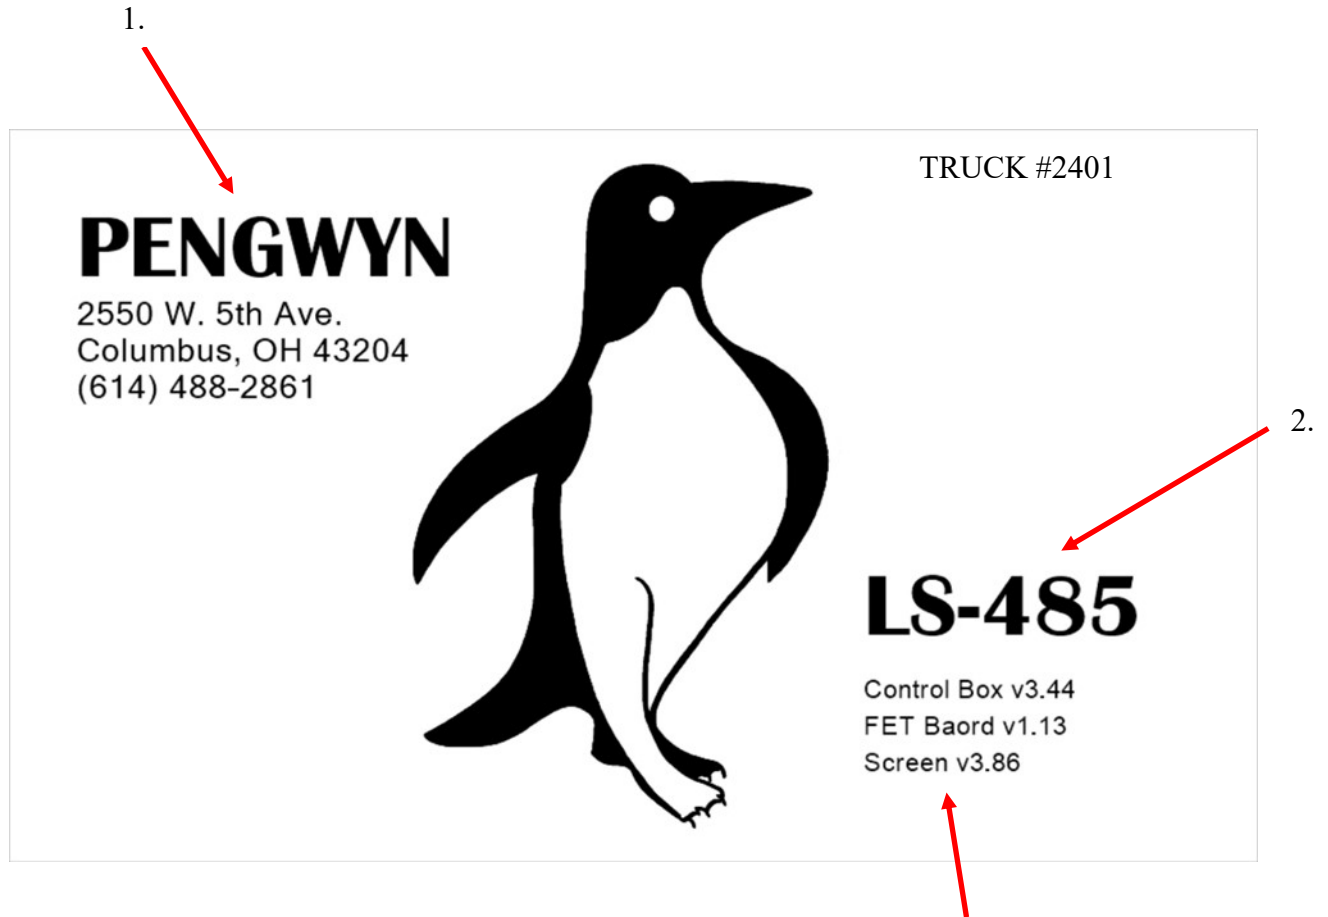 1.
TRUCK #2401
PENGWYN
2550 W. 5th Ave.
Columbus, OH 43204
(614) 488-2861
2.
LS-485
Control Box v3.44
FET Baord v1.13
Screen v3.86